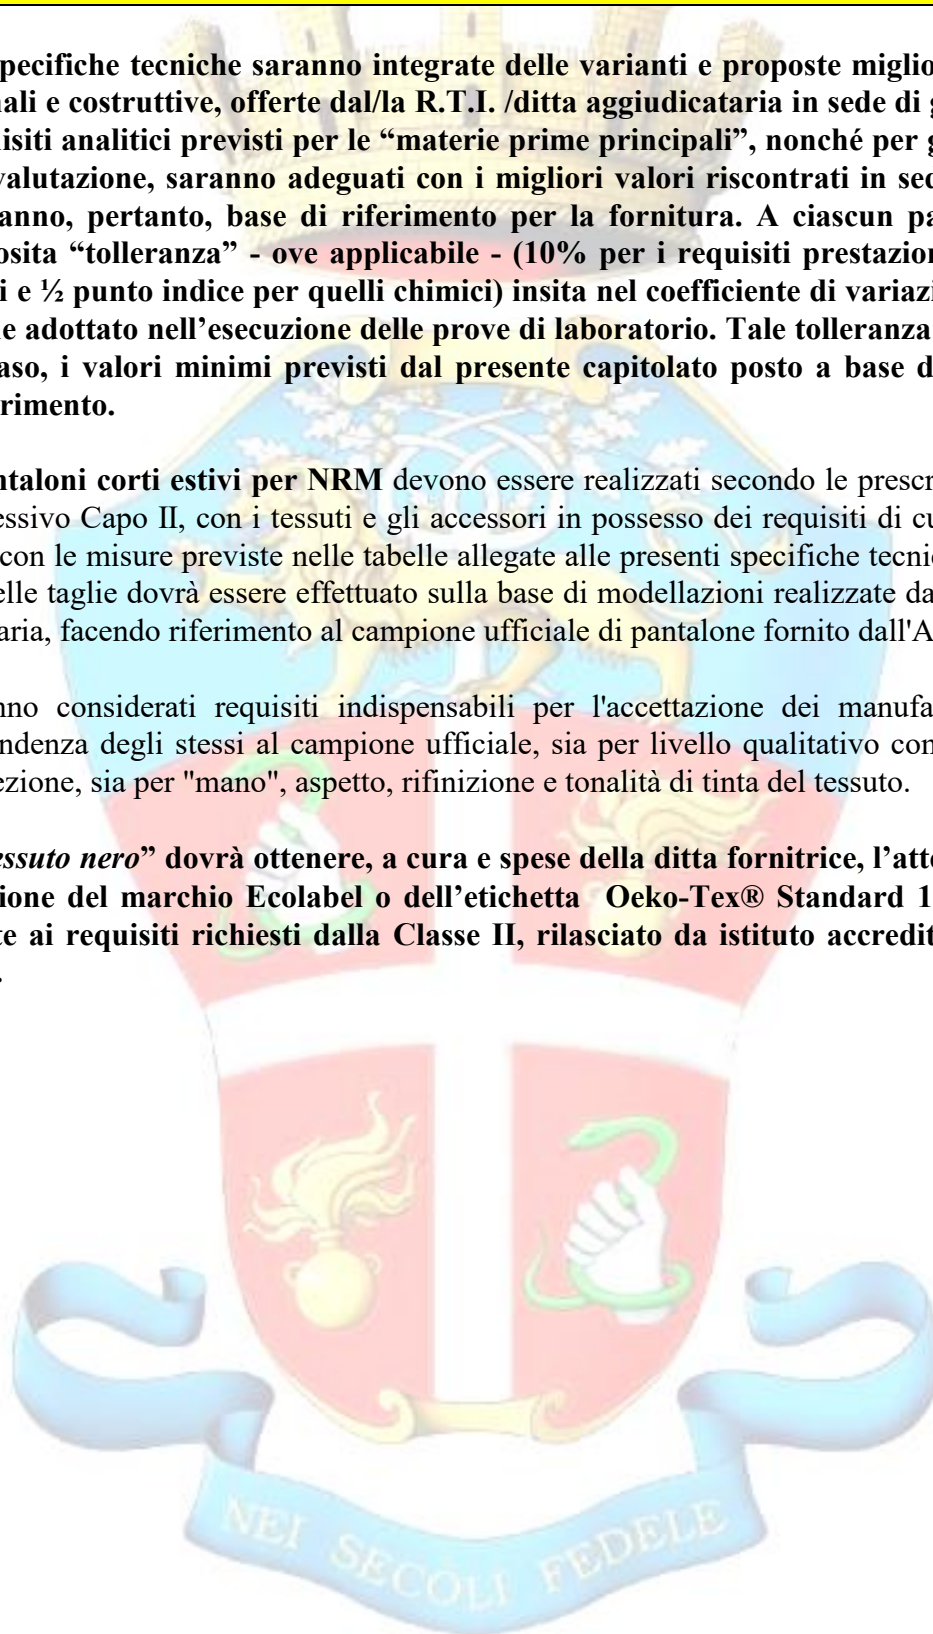 pecifiche tecniche saranno integrate delle varianti e proposte miglio
nali e costruttive, offerte dal/la R.T.I. /ditta aggiudicataria in sede di g
isiti analitici previsti per le “materie prime principali”, nonché per g
valutazione, saranno adeguati con i migliori valori riscontrati in sed
anno, pertanto, base di riferimento per la fornitura. A ciascun pa
osita “tolleranza” - ove applicabile - (10% per i requisiti prestazion
i e ½ punto indice per quelli chimici) insita nel coefficiente di variazi
e adottato nell’esecuzione delle prove di laboratorio. Tale tolleranza
aso, i valori minimi previsti dal presente capitolato posto a base d
rimento.
ntaloni corti estivi per NRM devono essere realizzati secondo le prescr
essivo Capo II, con i tessuti e gli accessori in possesso dei requisiti di cu
con le misure previste nelle tabelle allegate alle presenti specifiche tecni
elle taglie dovrà essere effettuato sulla base di modellazioni realizzate da
aria, facendo riferimento al campione ufficiale di pantalone fornito dall'A
nno considerati requisiti indispensabili per l'accettazione dei manufa
ndenza degli stessi al campione ufficiale, sia per livello qualitativo con
ezione, sia per "mano", aspetto, rifinizione e tonalità di tinta del tessuto.
essuto nero” dovrà ottenere, a cura e spese della ditta fornitrice, l’atte
ione del marchio Ecolabel o dell’etichetta Oeko-Tex® Standard 1
te ai requisiti richiesti dalla Classe II, rilasciato da istituto accredit
.
NEI SECOLI FEDELE